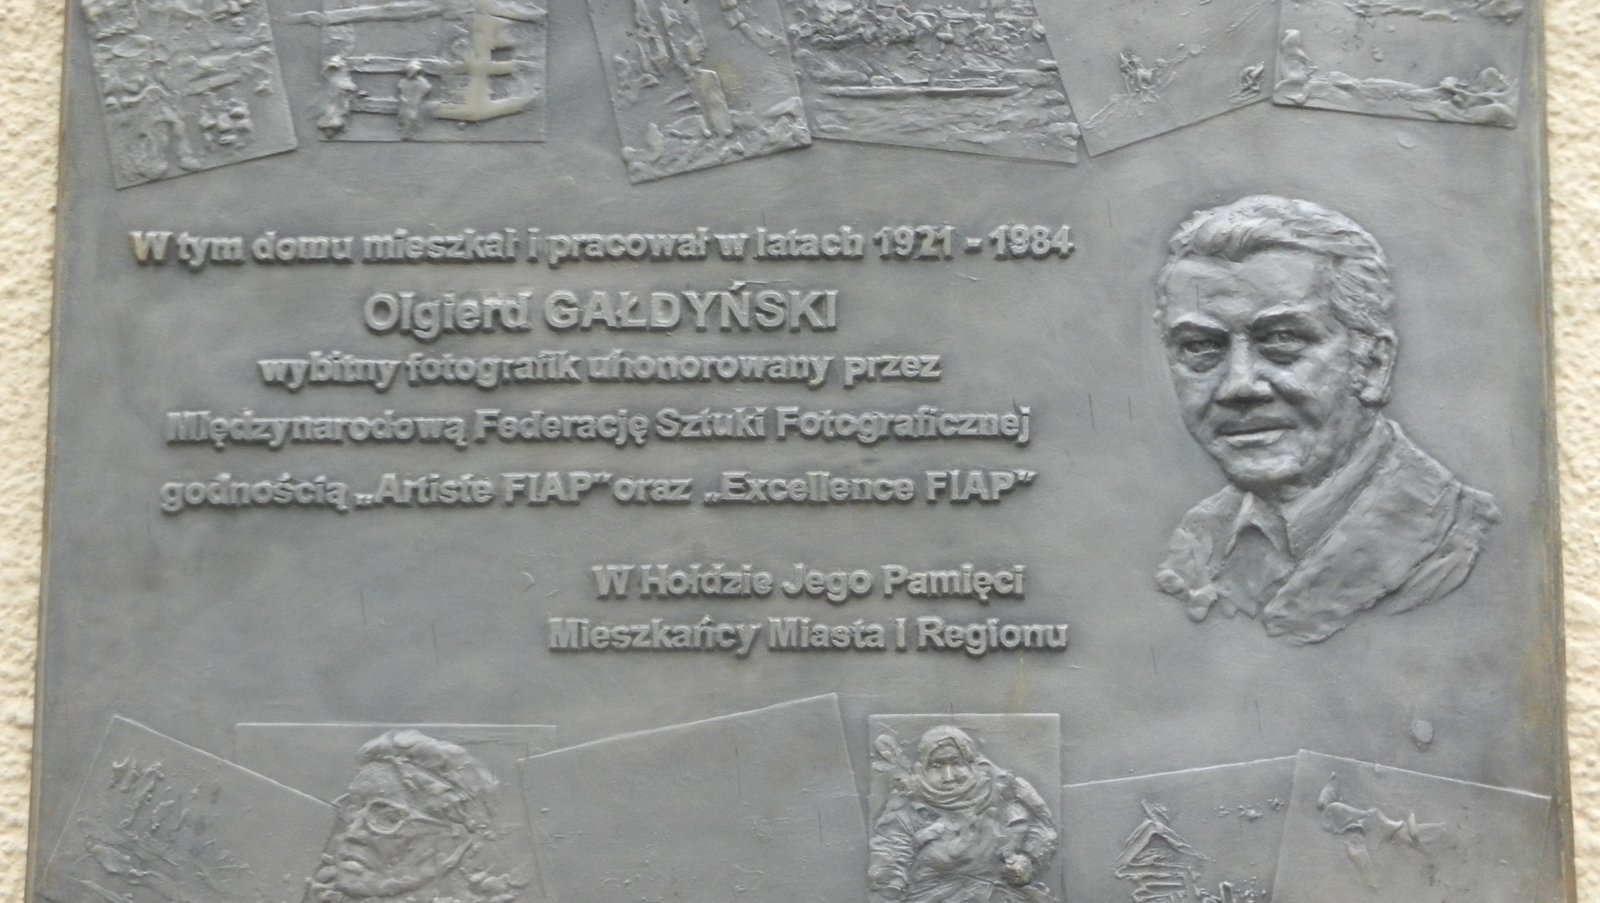 W tym domu mieszkał i pracował w latach 1921 - 1984
Olgierd GAŁDYŃSKI
wybitny fotografik uhonorowany przez
Międzynarodową Federację Sztuki Fotograficznej
godnością „Artiste FIAP" oraz „Excellence FIAP"
W Hołdzie Jego Pamięci
Mieszkańcy Miasta i Regionu